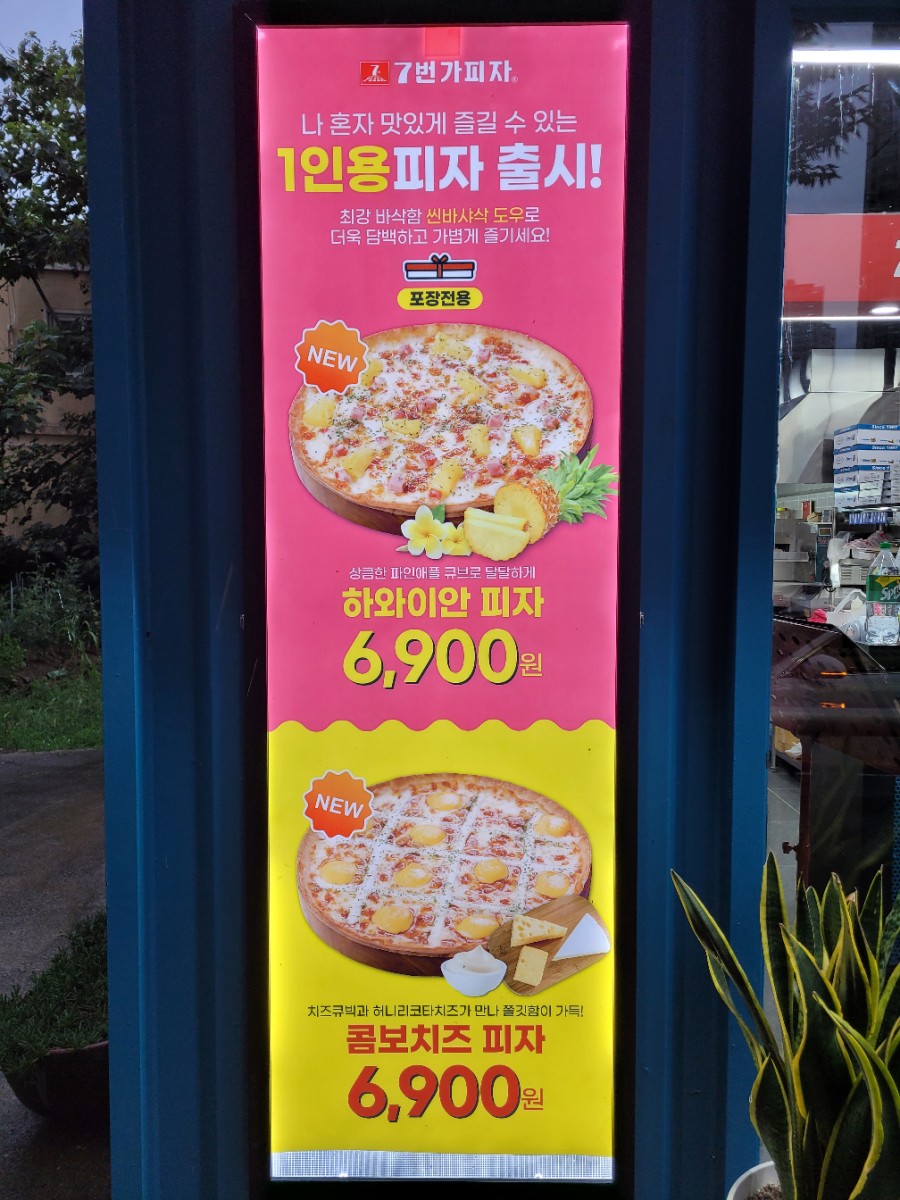 7번가피자
나 혼자 맛있게 즐길 수 있는
1인용피자 출시!
최강 바삭함 씬바샤삭 도우로
더욱 담백하고 가볍게 즐기세요!
포장전용
NEW
상큼한 파인애플 큐브로 달달하게
하와이안 피자
6,900원
NEW
치즈큐빅과 허니리코타치즈가 만나 쫄깃함이 가득!
콤보치즈 피자
6,900원